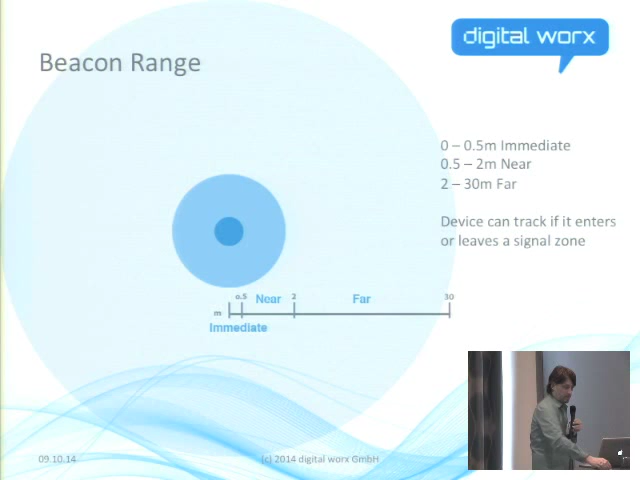 digital worx
Beacon Range
0 – 0.5m Immediate
0.5 – 2m Near
2 – 30m Far
Device can track if it enters
or leaves a signal zone
0.5 Near 2 Far 30
m
Immediate
09.10.14
(c) 2014 digital worx GmbH